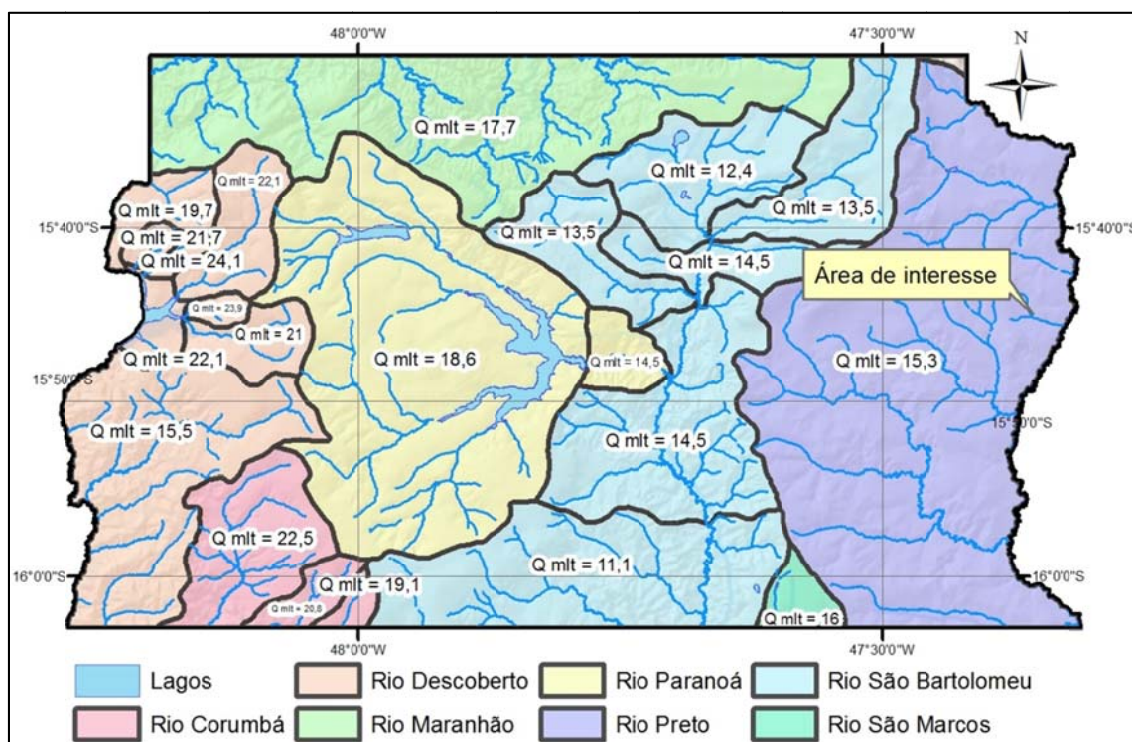 48°0'0"W 47°30'0"W
N
Q mlt = 17,7
Q mlt = 22,1
Q mlt = 12,4
Q mlt = 19,7
Q mlt = 13,5
15°40'0"S
15°40'0"S
Q mlt = 13,5
Q mlt = 21,7
Q mlt = 24,1
Q mlt = 14,5
Área de interesse
Q mlt = 23,9
Q mlt = 21
Q mlt = 22,1
Q mlt = 18,6
Q mlt = 14,5
Q mlt = 15,3
15°50'0"S
15°50'0"S
Q mlt = 15,5
Q mlt = 14,5
Q mlt = 22,5
Q mlt = 11,1
16°0'0"S
16°0'0"S
Q mlt = 19,1
Q mlt = 20,8
Q mlt = 16
48°0'0"W 47°30'0"W
Lagos Rio Descoberto Rio Paranoá Rio São Bartolomeu
Rio Corumbá Rio Maranhão Rio Preto Rio São Marcos